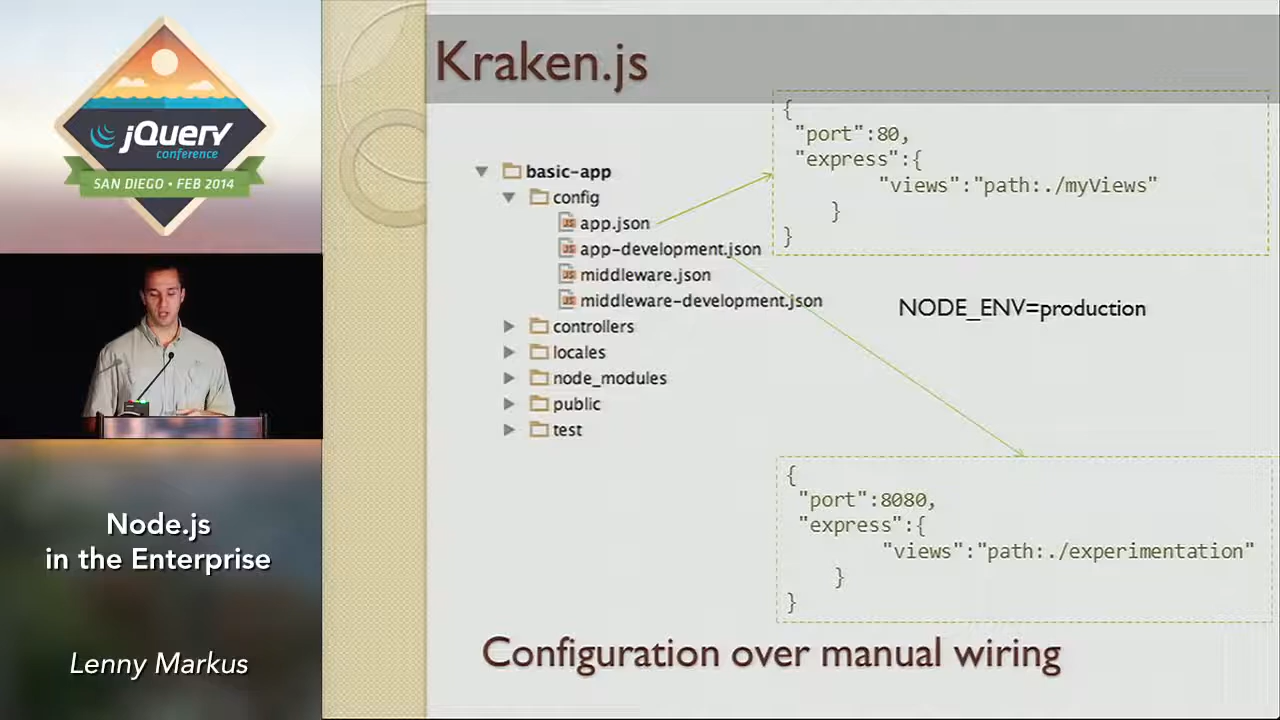 jQuery
conference
SAN DIEGO • FEB 2014
Node.js
in the Enterprise
Lenny Markus
Kraken.js
basic-app
config
app.json
app-development.json
middleware.json
middleware-development.json
controllers
locales
node_modules
public
test
{
"port":80,
"express":{
"views":"path:./myViews"
}
}
NODE_ENV=production
{
"port":8080,
"express":{
"views":"path:./experimentation"
}
}
Configuration over manual wiring